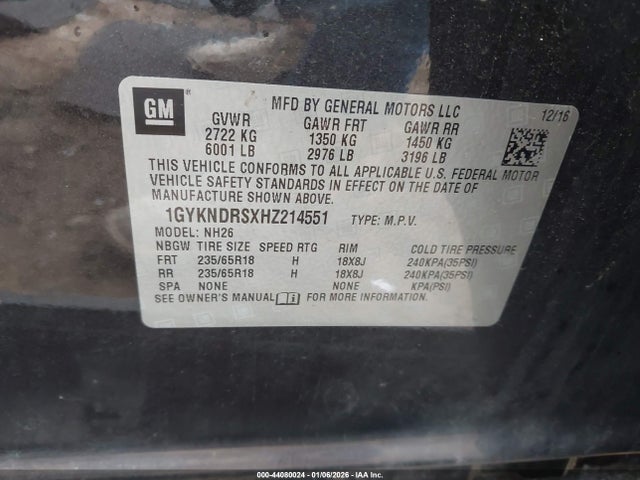 GM
MFD BY GENERAL MOTORS LLC 12/16
GVWR GAWR FRT GAWR RR
2722 KG 1350 KG 1450 KG
6001 LB 2976 LB 3196 LB
THIS VEHICLE CONFORMS TO ALL APPLICABLE U.S. FEDERAL MOTOR
VEHICLE SAFETY STANDARDS IN EFFECT ON THE DATE OF
MANUFACTURE SHOWN ABOVE.
1GYKNDRSXHZ214551 TYPE: M.P.V.
MODEL: NH26
NBGW TIRE SIZE SPEED RTG RIM COLD TIRE PRESSURE
FRT 235/65R18 H 18X8J 240KPA(35PSI)
RR 235/65R18 H 18X8J 240KPA(35PSI)
SPA NONE NONE KPA(PSI)
SEE OWNER'S MANUAL FOR MORE INFORMATION.
000-44080024 | 01/06/2026 | IAA Inc.